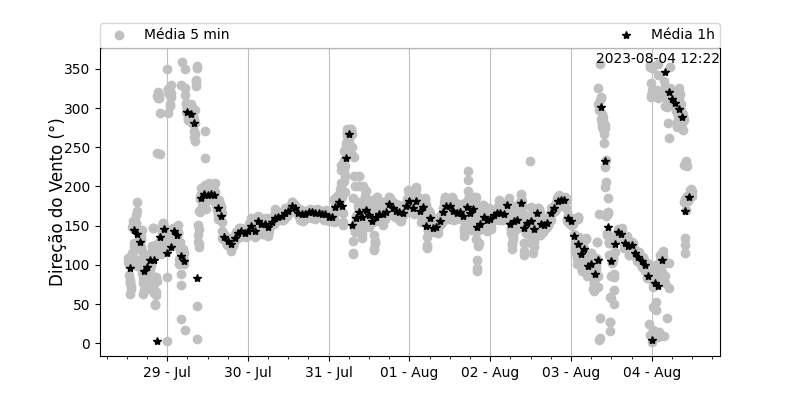 Média 5 min
Média 1h
2023-08-04 12:22
Direção do Vento (°)
350
300
250
200
150
100
50
0
29 - Jul
30 - Jul
31 - Jul
01 - Aug
02 - Aug
03 - Aug
04 - Aug